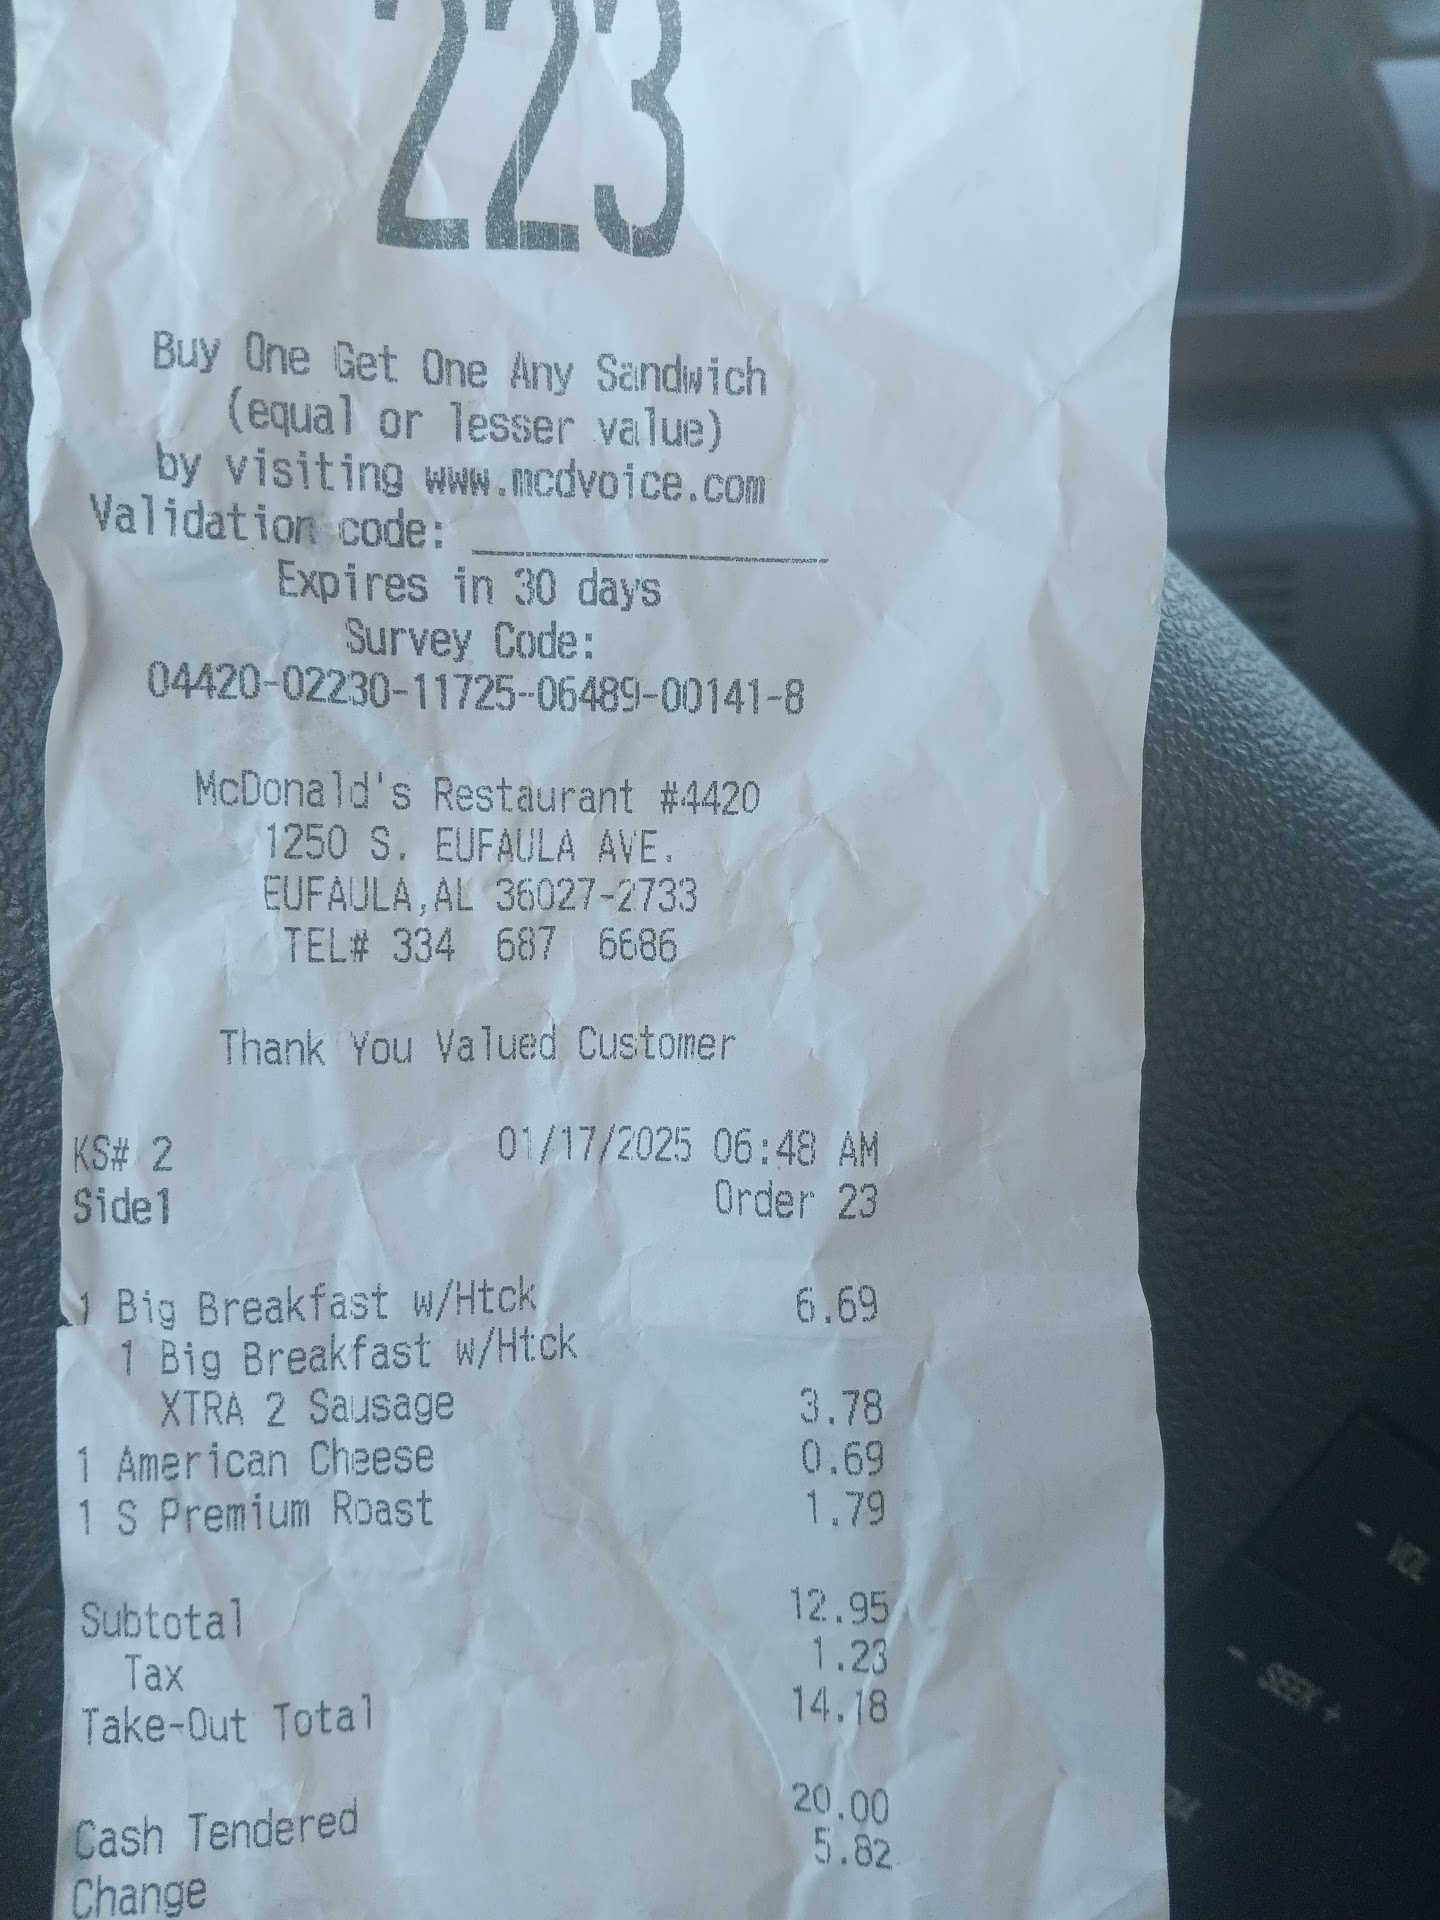 223
Buy One Get One Any Sandwich
(equal or lesser value)
by visiting www.mcdvoice.com
Validation code: ________________
Expires in 30 days
Survey Code:
04420-02230-11725-06489-00141-8
McDonald's Restaurant #4420
1250 S. EUFAULA AVE.
EUFAULA,AL 36027-2733
TEL# 334 687 6686
Thank You Valued Customer
KS# 2 01/17/2025 06:48 AM
Side1 Order 23
1 Big Breakfast w/Htck 6.69
1 Big Breakfast w/Htck
XTRA 2 Sausage 3.78
1 American Cheese 0.69
1 S Premium Roast 1.79
Subtotal 12.95
Tax 1.23
Take-Out Total 14.18
Cash Tendered 20.00
Change 5.82
- VOL
- SEEK +